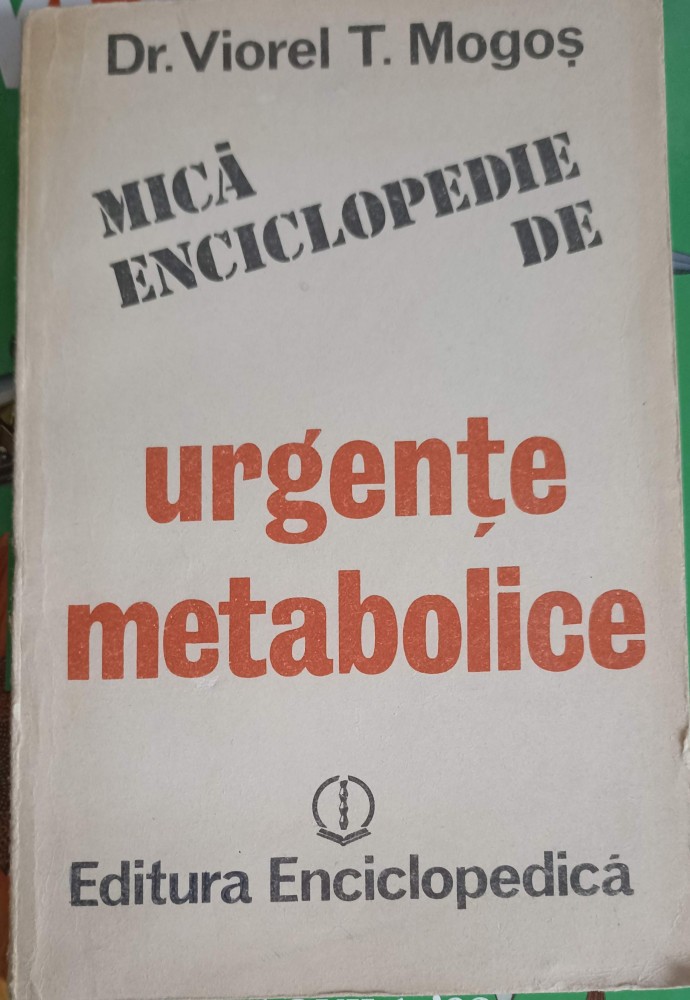 Dr. Viorel T. Mogoș
MICĂ
ENCICLOPEDIE
DE
urgențe
metabolice
Editura Enciclopedică